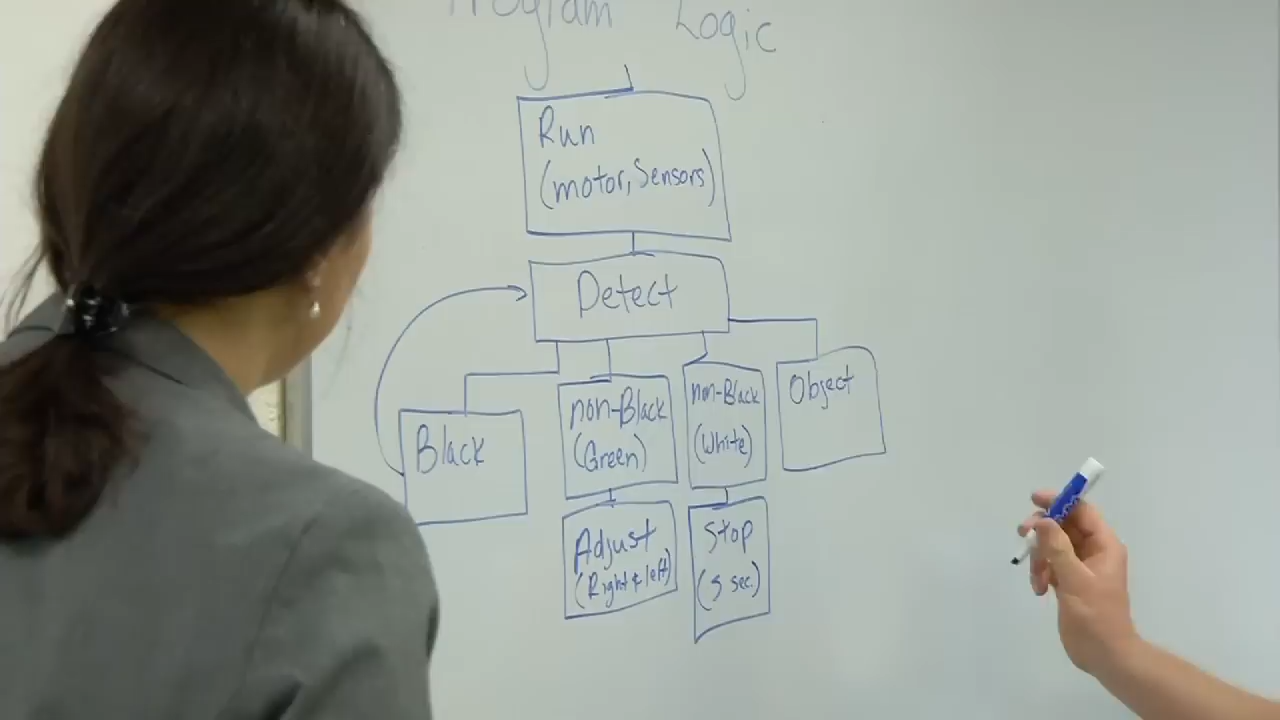 Program Logic
Run
(motor, Sensors)
Detect
Black
non-Black
(Green)
non-Black
(White)
Object
Adjust
(Right & left)
Stop
(5 sec.)